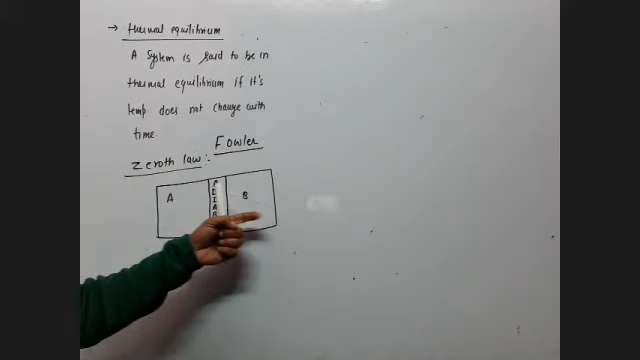 → thermal equilibrium
A System is said to be in
thermal equilibrium if it's
temp does not change with
time.
Fowler
Zeroth law :-
A
A
D
I
A
B
B